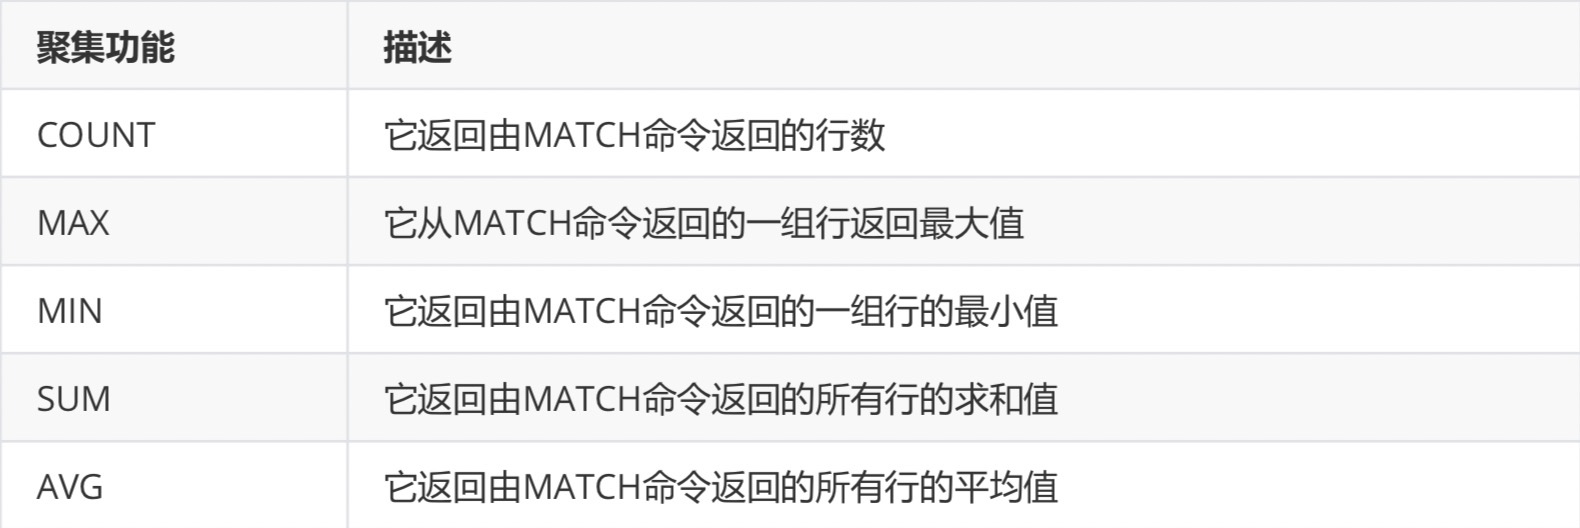 聚集功能 描述
COUNT 它返回由MATCH命令返回的行数
MAX 它从MATCH命令返回的一组行返回最大值
MIN 它返回由MATCH命令返回的一组行的最小值
SUM 它返回由MATCH命令返回的所有行的求和值
AVG 它返回由MATCH命令返回的所有行的平均值